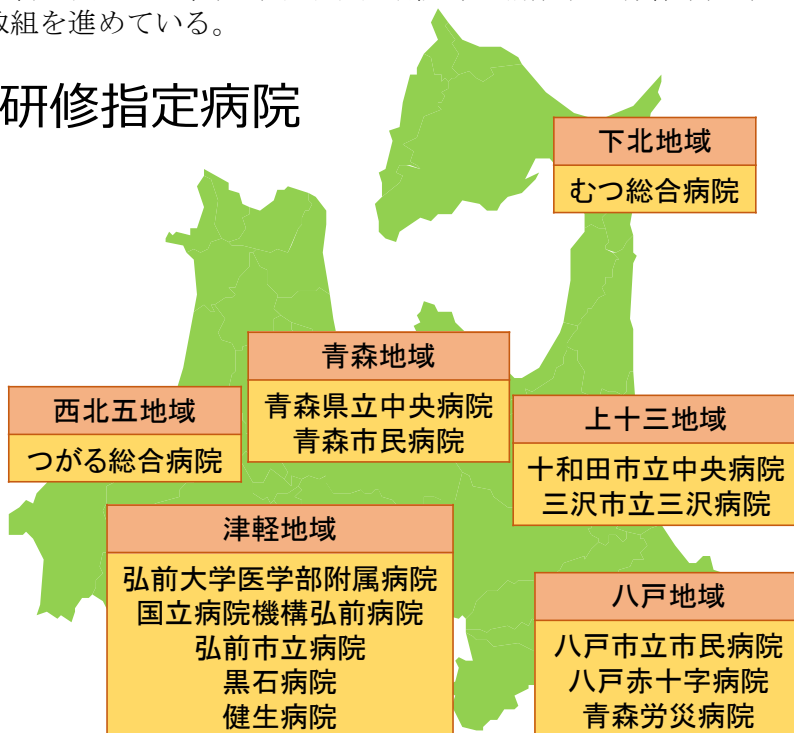 取組を進めている。
研修指定病院
下北地域
むつ総合病院
青森地域
青森県立中央病院
青森市民病院
西北五地域
つがる総合病院
上十三地域
十和田市立中央病院
三沢市立三沢病院
津軽地域
弘前大学医学部附属病院
国立病院機構弘前病院
弘前市立病院
黒石病院
健生病院
八戸地域
八戸市立市民病院
八戸赤十字病院
青森労災病院